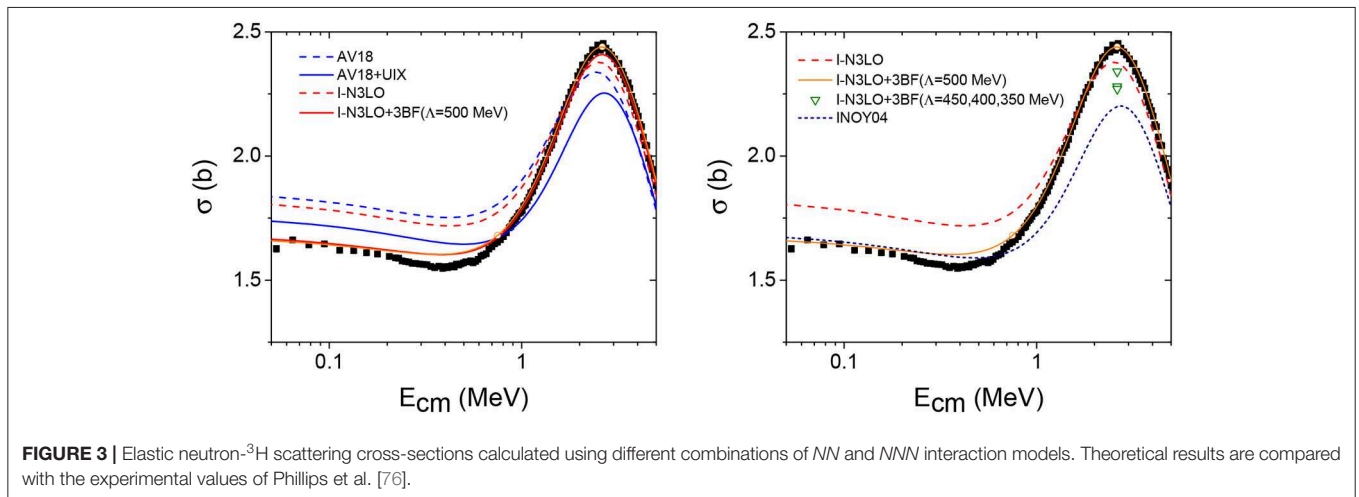 2.5
2.0
1.5
σ (b)
AV18
AV18+UIX
I-N3LO
I-N3LO+3BF(Λ=500 MeV)
0.1
1
Ecm (MeV)
2.5
2.0
1.5
σ (b)
I-N3LO
I-N3LO+3BF(Λ=500 MeV)
I-N3LO+3BF(Λ=450,400,350 MeV)
INOY04
0.1
1
Ecm (MeV)
FIGURE 3 | Elastic neutron-³H scattering cross-sections calculated using different combinations of NN and NNN interaction models. Theoretical results are compared
with the experimental values of Phillips et al. [76].